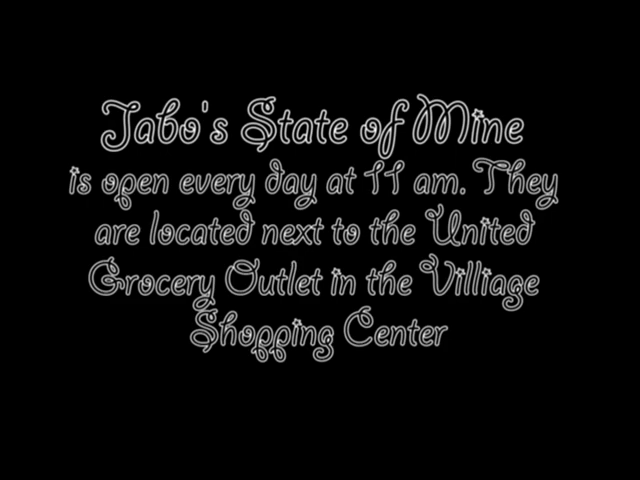 Jabo's State of Mine
is open every day at 11 am. They
are located next to the United
Grocery Outlet in the Villiage
Shopping Center